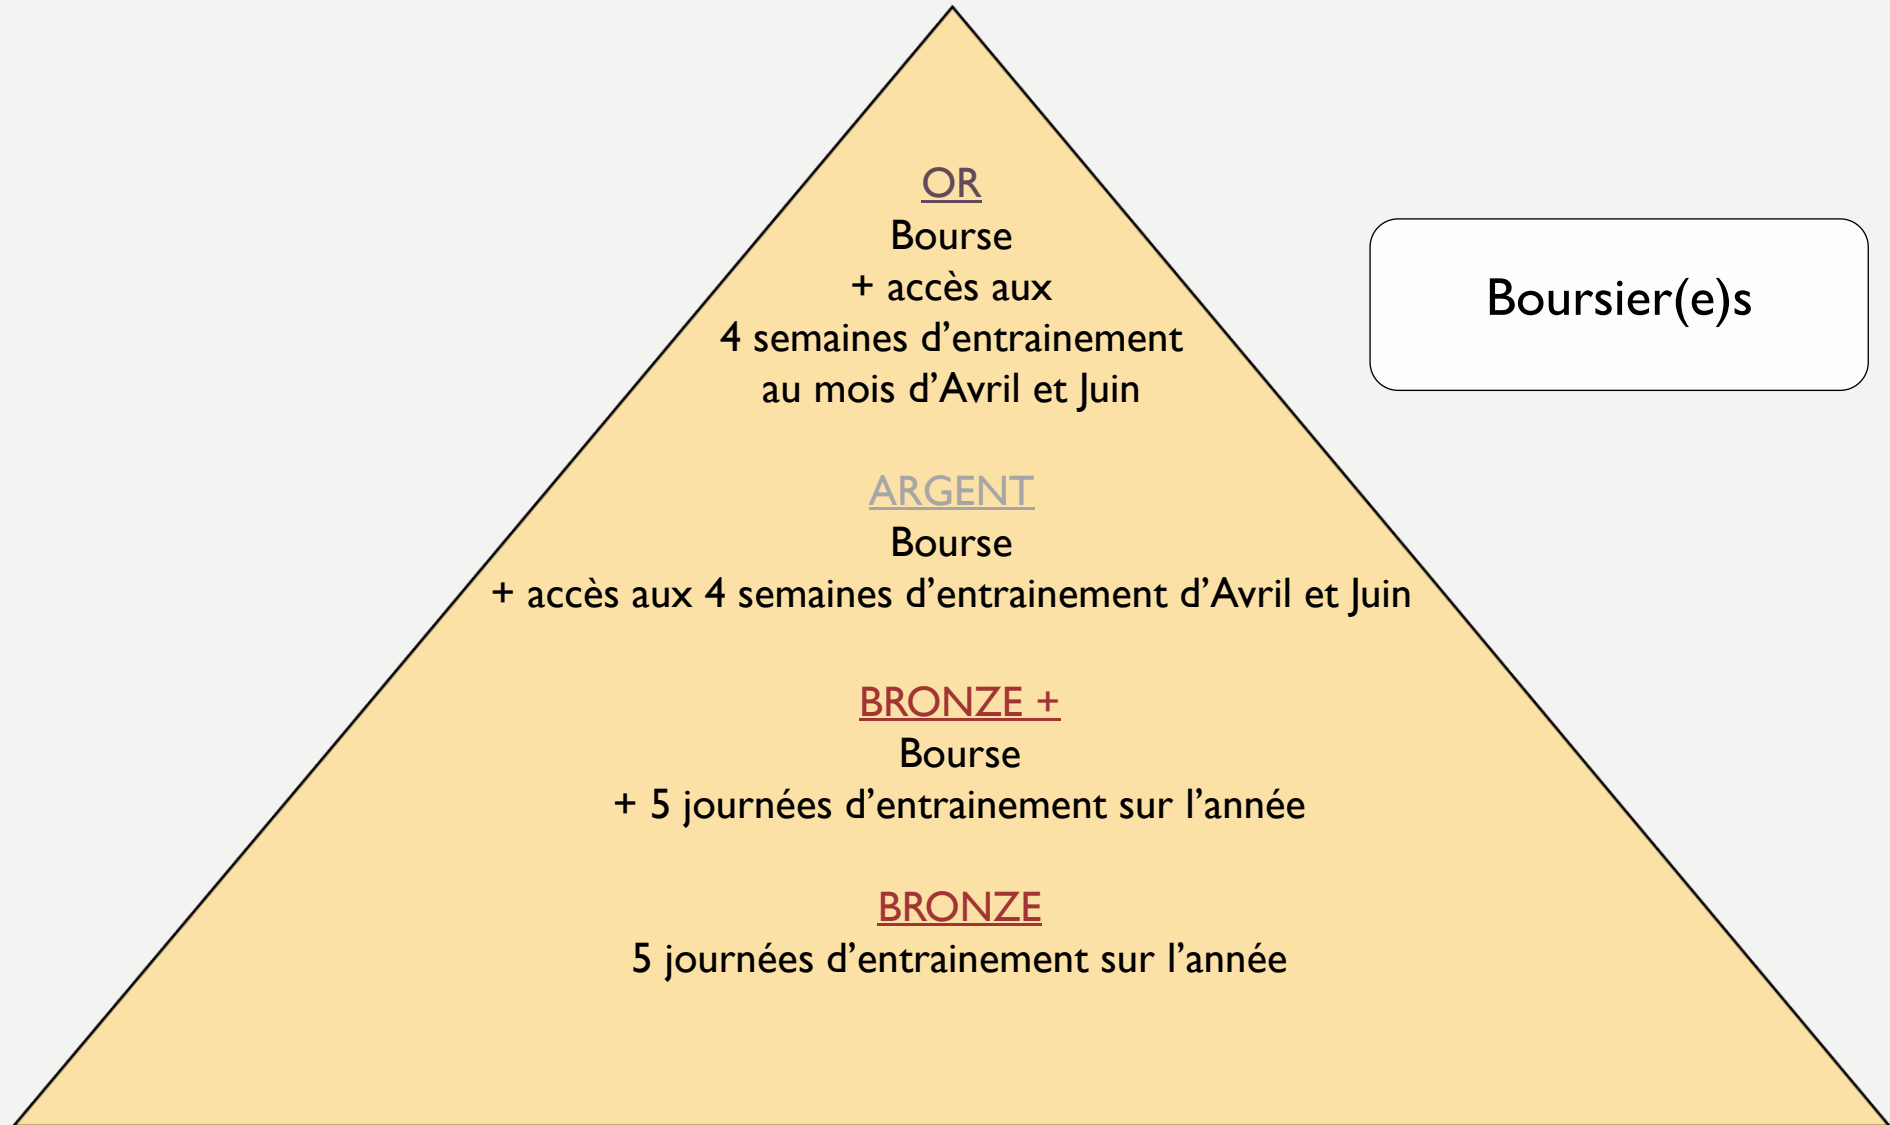 OR
Bourse
+ accès aux
4 semaines d’entrainement
au mois d’Avril et Juin
Boursier(e)s
ARGENT
Bourse
+ accès aux 4 semaines d’entrainement d’Avril et Juin
BRONZE +
Bourse
+ 5 journées d’entrainement sur l’année
BRONZE
5 journées d’entrainement sur l’année